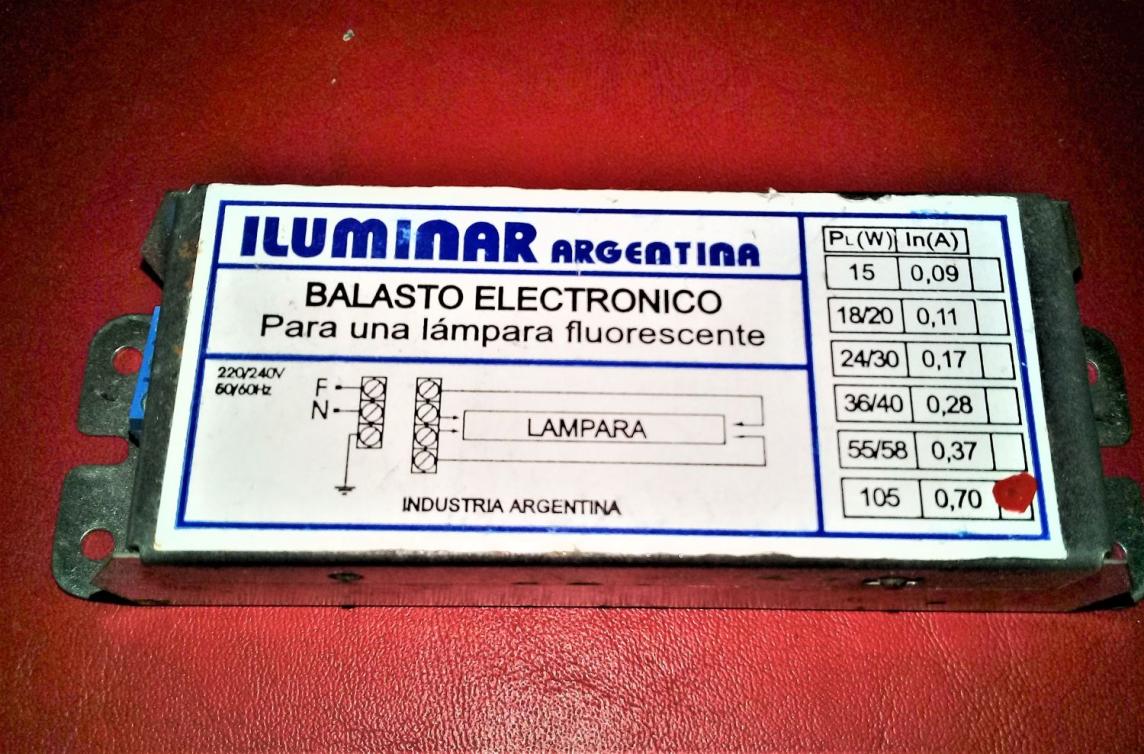 ILUMINAR ARGENTINA
BALASTO ELECTRONICO
Para una lámpara fluorescente
220/240V
50/60Hz
F
N
LAMPARA
INDUSTRIA ARGENTINA
PL(W) In(A)
15 0,09
18/20 0,11
24/30 0,17
36/40 0,28
55/58 0,37
105 0,70